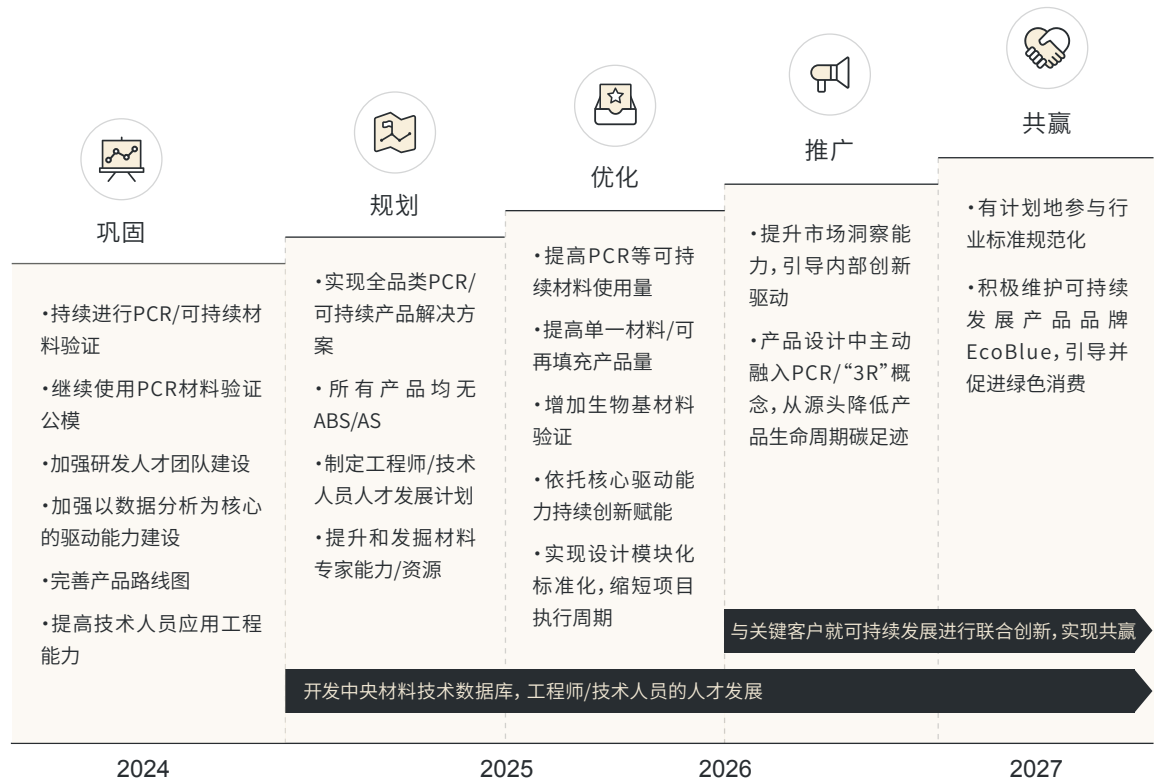 巩固
·持续进行PCR/可持续材
料验证
·继续使用PCR材料验证
公模
·加强研发人才团队建设
·加强以数据分析为核心
的驱动能力建设
·完善产品路线图
·提高技术人员应用工程
能力
规划
·实现全品类PCR/
可持续产品解决方
案
·所有产品均无
ABS/AS
·制定工程师/技术
人员人才发展计划
·提升和发掘材料
专家能力/资源
优化
·提高PCR等可持
续材料使用量
·提高单一材料/可
再填充产品量
·增加生物基材料
验证
·依托核心驱动能
力持续创新赋能
·实现设计模块化
标准化，缩短项目
执行周期
推广
·提升市场洞察能
力，引导内部创新
驱动
·产品设计中主动
融入PCR/“3R”概
念，从源头降低产
品生命周期碳足迹
共赢
·有计划地参与行
业标准规范化
·积极维护可持续
发展产品品牌
EcoBlue，引导并
促进绿色消费
与关键客户就可持续发展进行联合创新，实现共赢
开发中央材料技术数据库，工程师/技术人员的人才发展
2024
2025
2026
2027